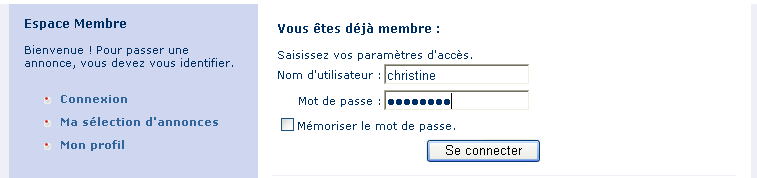 Espace Membre
Bienvenue ! Pour passer une
annonce, vous devez vous identifier.
Connexion
Ma sélection d'annonces
Mon profil
Vous êtes déjà membre :
Saisissez vos paramètres d'accès.
Nom d'utilisateur : christine
Mot de passe : ●●●●●●●●
Mémoriser le mot de passe.
Se connecter